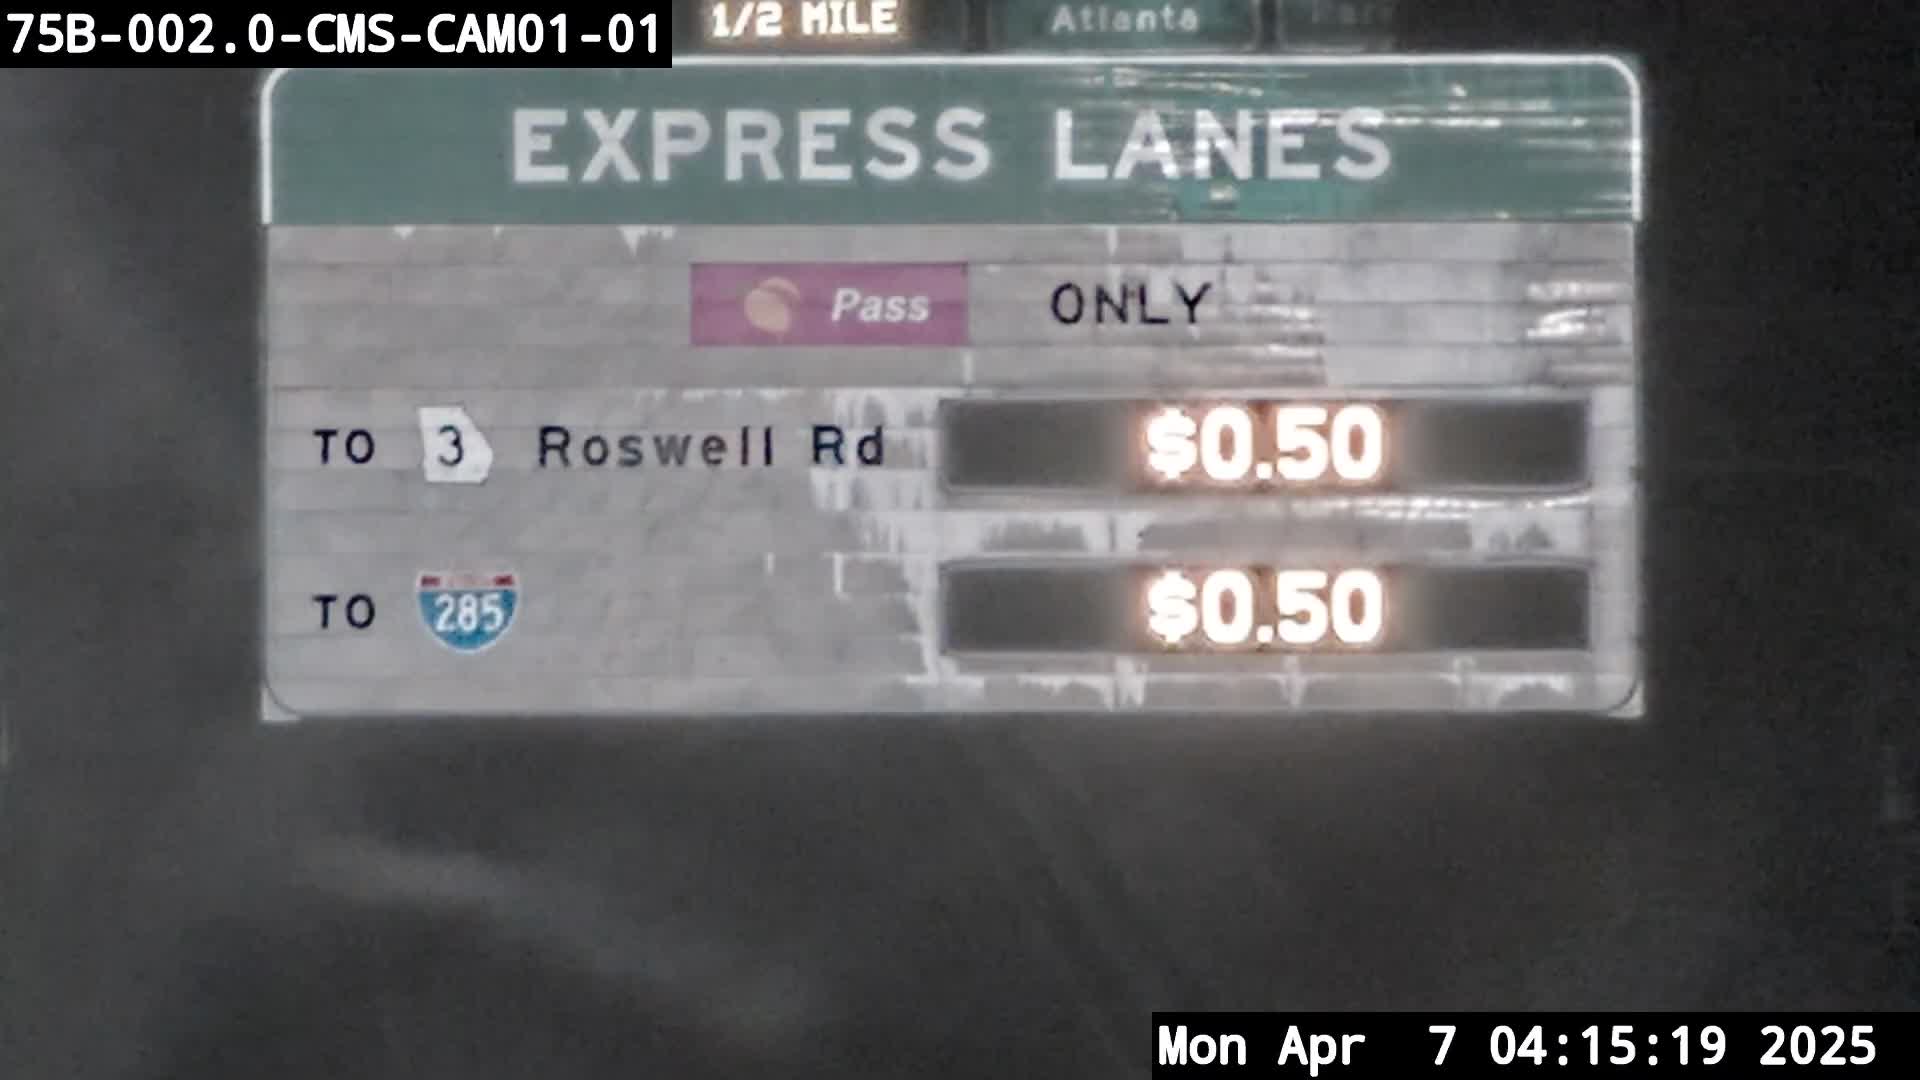 75B-002.0-CMS-CAM01-01
1/2 MILE
Atlanta
EXPRESS LANES
Pass ONLY
TO 3 Roswell Rd $0.50
TO 285 $0.50
Mon Apr 7 04:15:19 2025